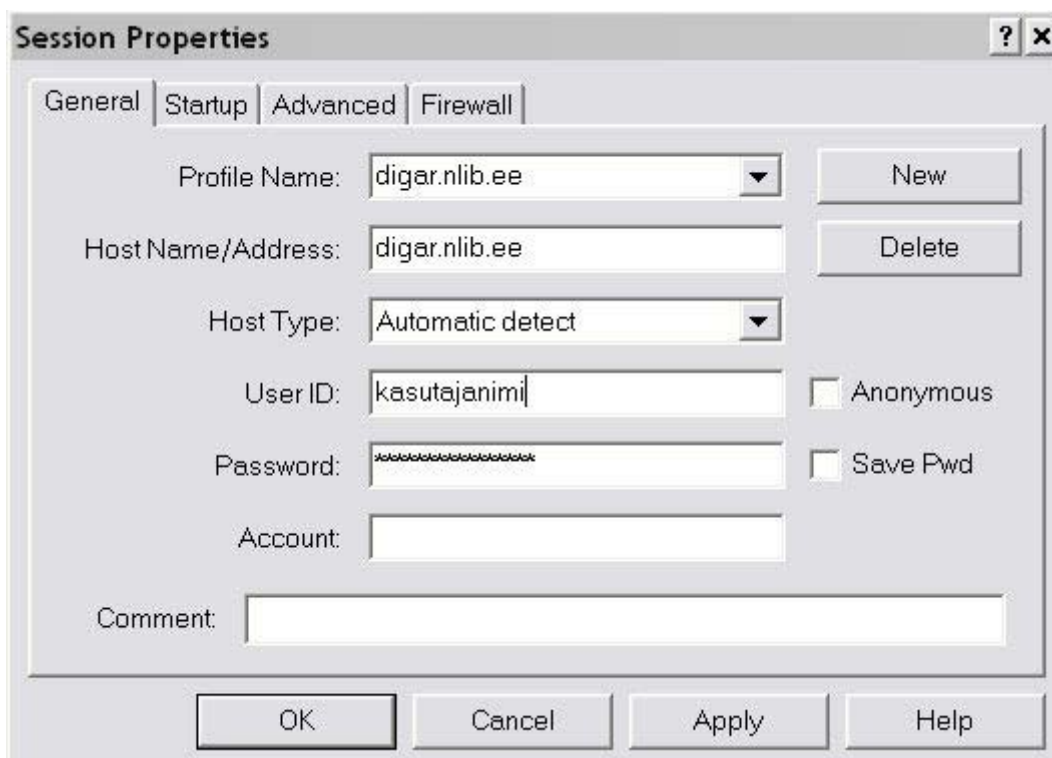 Session Properties
General Startup Advanced Firewall
Profile Name: digar.nlib.ee New
Host Name/Address: digar.nlib.ee Delete
Host Type: Automatic detect
User ID: kasutajanimi Anonymous
Password: **************** Save Pwd
Account:
Comment:
OK Cancel Apply Help